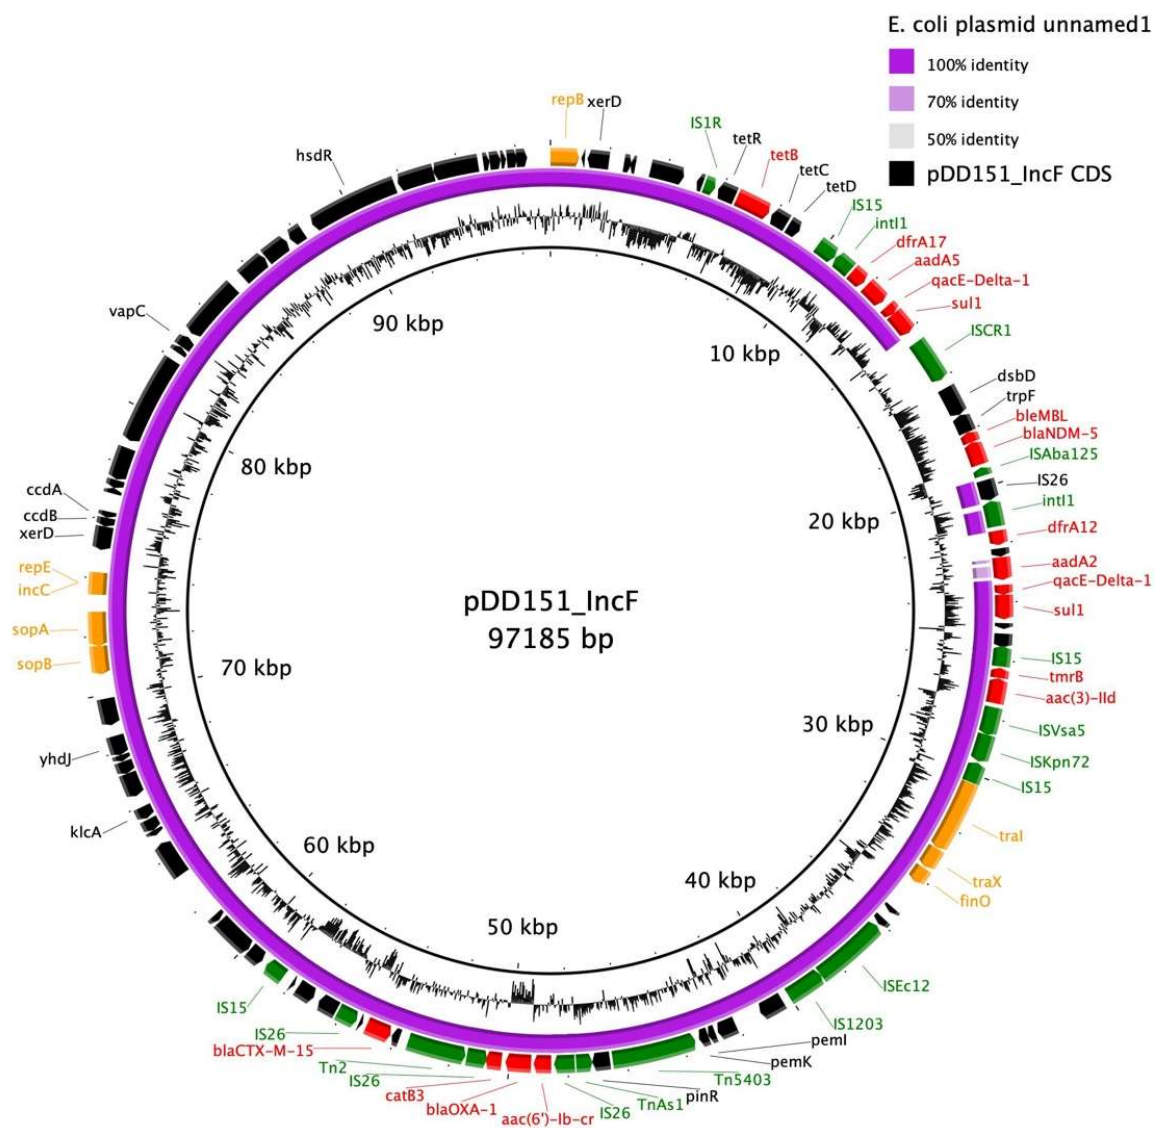 E. coli plasmid unnamed1
100% identity
70% identity
50% identity
pDD151_IncF CDS
repB
xerD
IS1R
tetR
tetB
tetC
tetD
IS15
intI1
dfrA17
aadA5
qacE-Delta-1
sul1
ISCR1
dsbD
trpF
bleMBL
blaNDM-5
ISAba125
IS26
intI1
dfrA12
aadA2
qacE-Delta-1
sul1
IS15
tmrB
aac(3)-IId
ISVsa5
ISKpn72
IS15
traI
traX
finO
ISEc12
IS1203
pemI
pemK
Tn5403
pinR
TnAs1
IS26
aac(6')-Ib-cr
blaOXA-1
catB3
IS26
Tn2
blaCTX-M-15
IS26
IS15
klcA
yhdJ
sopB
sopA
incC
repE
xerD
ccdB
ccdA
vapC
hsdR
10 kbp
20 kbp
30 kbp
40 kbp
50 kbp
60 kbp
70 kbp
80 kbp
90 kbp
pDD151_IncF
97185 bp